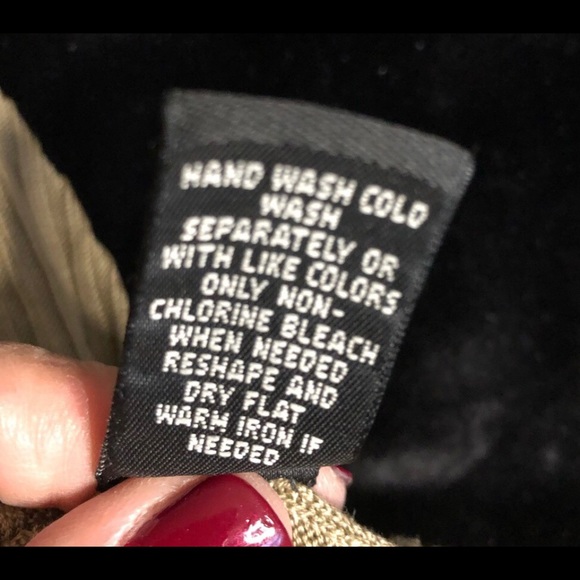 HAND WASH COLD
WASH
SEPARATELY OR
WITH LIKE COLORS
ONLY NON-
CHLORINE BLEACH
WHEN NEEDED
RESHAPE AND
DRY FLAT
WARM IRON IF
NEEDED